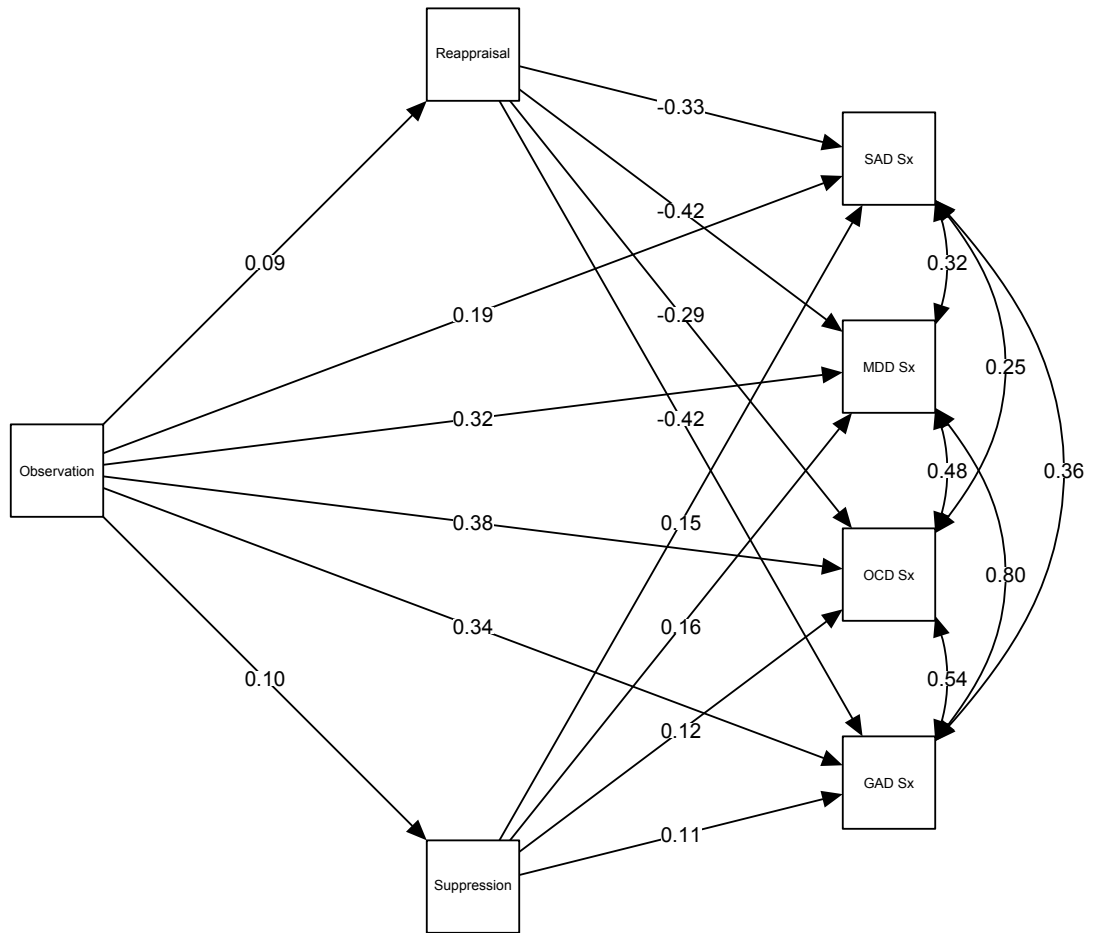 Reappraisal
-0.33
SAD Sx
-0.42
0.09
0.32
0.19
-0.29
MDD Sx
0.25
0.32
-0.42
Observation
0.48
0.36
0.38
0.15
OCD Sx
0.80
0.34
0.16
0.10
0.54
0.12
GAD Sx
0.11
Suppression